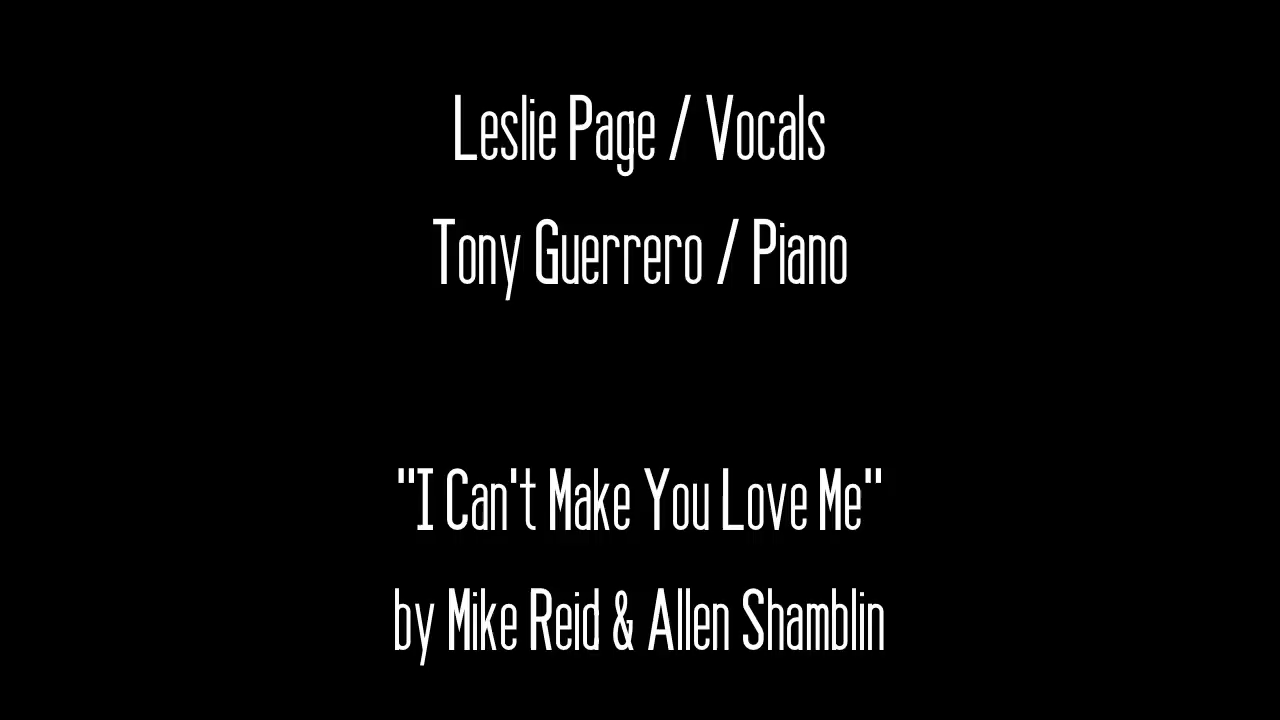 Leslie Page / Vocals
Tony Guerrero / Piano
"I Can't Make You Love Me"
by Mike Reid & Allen Shamblin